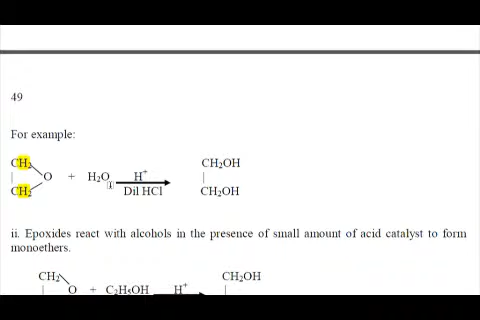 49
For example:
CH₂ CH₂OH
| O + H₂O H⁺ |
CH₂ Dil HCl CH₂OH
ii. Epoxides react with alcohols in the presence of small amount of acid catalyst to form
monoethers.
CH₂ CH₂OH
| O + C₂H₅OH H⁺ |